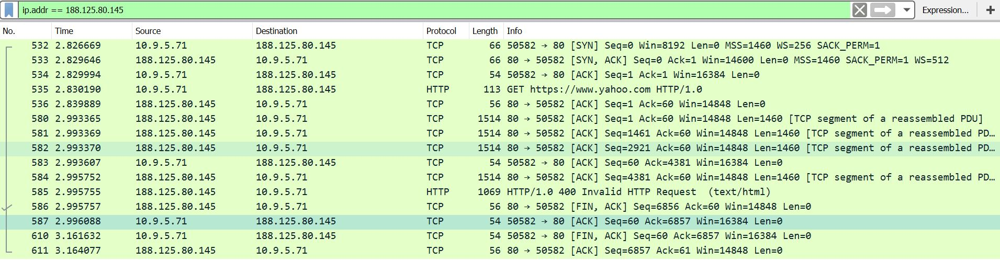 ip.addr == 188.125.80.145 Expression... +
No. Time Source Destination Protocol Length Info
532 2.826669 10.9.5.71 188.125.80.145 TCP 66 50582 → 80 [SYN] Seq=0 Win=8192 Len=0 MSS=1460 WS=256 SACK_PERM=1
533 2.829646 188.125.80.145 10.9.5.71 TCP 66 80 → 50582 [SYN, ACK] Seq=0 Ack=1 Win=14600 Len=0 MSS=1460 SACK_PERM=1 WS=512
534 2.829994 10.9.5.71 188.125.80.145 TCP 54 50582 → 80 [ACK] Seq=1 Ack=1 Win=16384 Len=0
535 2.830190 10.9.5.71 188.125.80.145 HTTP 113 GET https://www.yahoo.com HTTP/1.0
536 2.839889 188.125.80.145 10.9.5.71 TCP 56 80 → 50582 [ACK] Seq=1 Ack=60 Win=14848 Len=0
580 2.993365 188.125.80.145 10.9.5.71 TCP 1514 80 → 50582 [ACK] Seq=1 Ack=60 Win=14848 Len=1460 [TCP segment of a reassembled PDU]
581 2.993369 188.125.80.145 10.9.5.71 TCP 1514 80 → 50582 [ACK] Seq=1461 Ack=60 Win=14848 Len=1460 [TCP segment of a reassembled PD…
582 2.993370 188.125.80.145 10.9.5.71 TCP 1514 80 → 50582 [ACK] Seq=2921 Ack=60 Win=14848 Len=1460 [TCP segment of a reassembled PD…
583 2.993607 10.9.5.71 188.125.80.145 TCP 54 50582 → 80 [ACK] Seq=60 Ack=4381 Win=16384 Len=0
584 2.995752 188.125.80.145 10.9.5.71 TCP 1514 80 → 50582 [ACK] Seq=4381 Ack=60 Win=14848 Len=1460 [TCP segment of a reassembled PD…
585 2.995755 188.125.80.145 10.9.5.71 HTTP 1069 HTTP/1.0 400 Invalid HTTP Request (text/html)
586 2.995757 188.125.80.145 10.9.5.71 TCP 56 80 → 50582 [FIN, ACK] Seq=6856 Ack=60 Win=14848 Len=0
587 2.996088 10.9.5.71 188.125.80.145 TCP 54 50582 → 80 [ACK] Seq=60 Ack=6857 Win=16384 Len=0
610 3.161632 10.9.5.71 188.125.80.145 TCP 54 50582 → 80 [FIN, ACK] Seq=60 Ack=6857 Win=16384 Len=0
611 3.164077 188.125.80.145 10.9.5.71 TCP 56 80 → 50582 [ACK] Seq=6857 Ack=61 Win=14848 Len=0